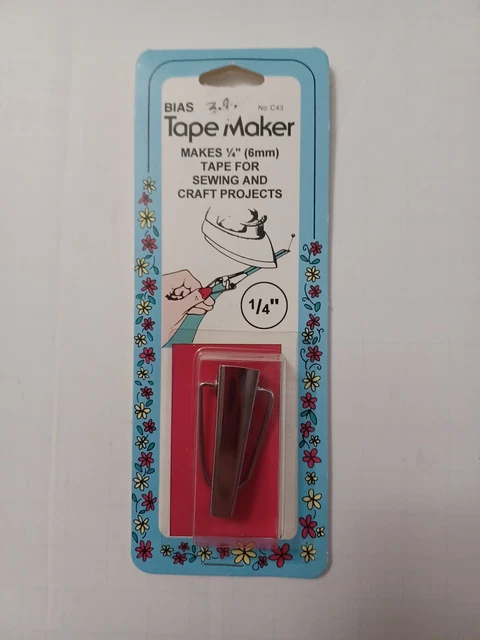 BIAS
No. C43
Tape Maker
MAKES ¼" (6mm)
TAPE FOR
SEWING AND
CRAFT PROJECTS
1/4"